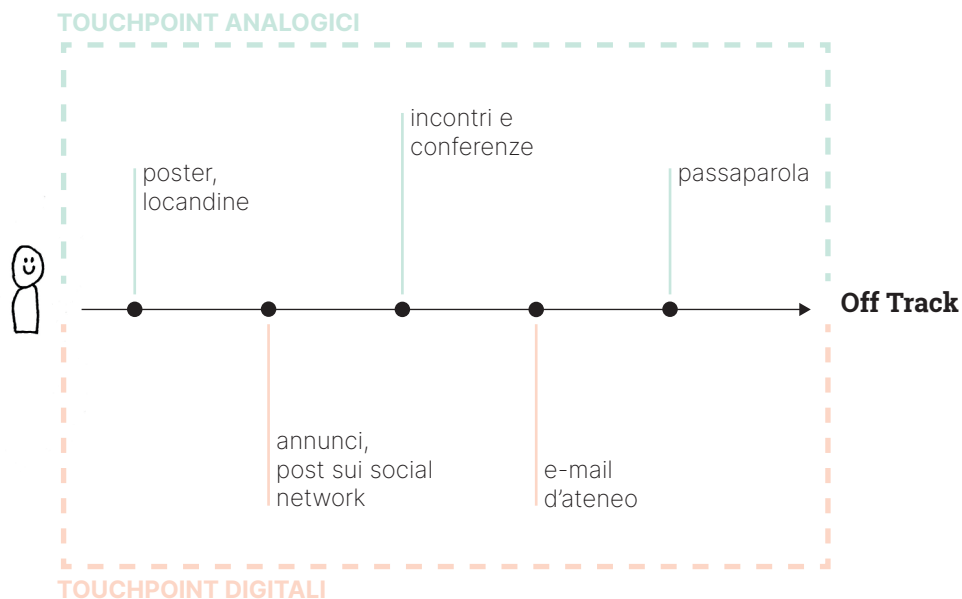 TOUCHPOINT ANALOGICI
incontri e
conferenze
poster,
locandine
passaparola
Off Track
annunci,
post sui social
network
e-mail
d’ateneo
TOUCHPOINT DIGITALI